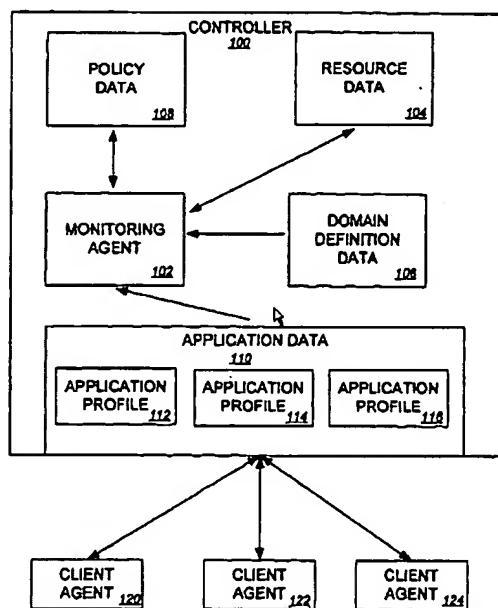 CONTROLLER
100
POLICY
DATA
108
RESOURCE
DATA
104
MONITORING
AGENT
102
DOMAIN
DEFINITION
DATA
106
APPLICATION DATA
110
APPLICATION
PROFILE
112
APPLICATION
PROFILE
114
APPLICATION
PROFILE
116
CLIENT
AGENT
120
CLIENT
AGENT
122
CLIENT
AGENT
124